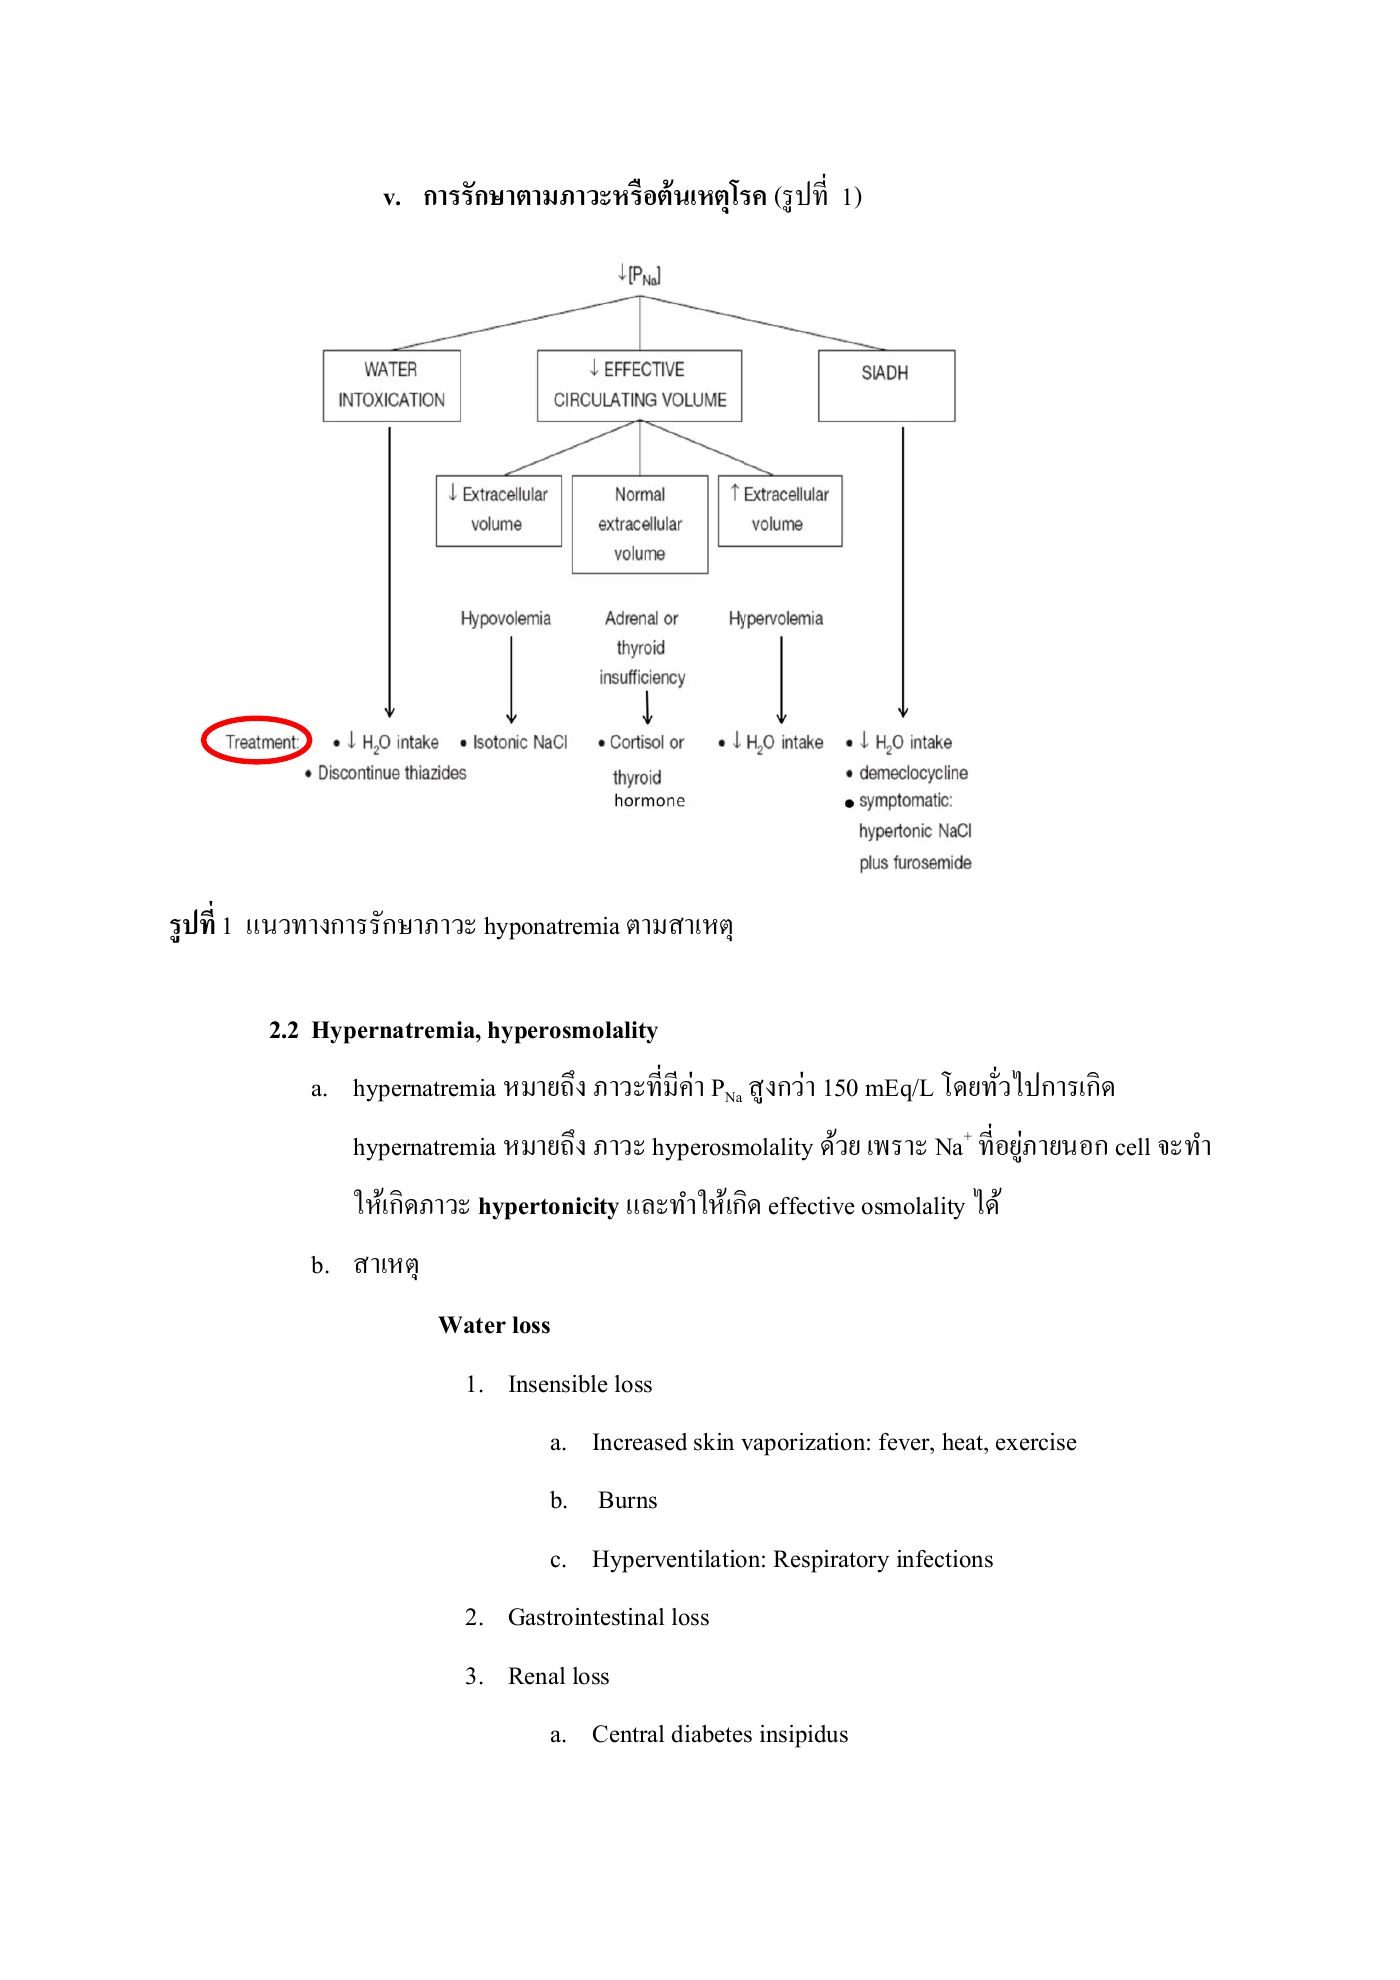 v. การรักษาตามภาวะหรือต้นเหตุโรค (รูปที่ 1)
↓[PNa]
WATER
INTOXICATION
↓ EFFECTIVE
CIRCULATING VOLUME
SIADH
↓ Extracellular
volume
Normal
extracellular
volume
↑ Extracellular
volume
Hypovolemia
Adrenal or
thyroid
insufficiency
Hypervolemia
Treatment:
• ↓ H2O intake
• Discontinue thiazides
• Isotonic NaCl
• Cortisol or
thyroid
hormone
• ↓ H2O intake
• ↓ H2O intake
• demeclocycline
• symptomatic:
hypertonic NaCl
plus furosemide
รูปที่ 1 แนวทางการรักษาภาวะ hyponatremia ตามสาเหตุ
2.2 Hypernatremia, hyperosmolality
a. hypernatremia หมายถึง ภาวะที่มีค่า PNa สูงกว่า 150 mEq/L โดยทั่วไปการเกิด
hypernatremia หมายถึง ภาวะ hyperosmolality ด้วย เพราะ Na+ ที่อยู่ภายนอก cell จะทำ
ให้เกิดภาวะ hypertonicity และทำให้เกิด effective osmolality ได้
b. สาเหตุ
Water loss
1. Insensible loss
a. Increased skin vaporization: fever, heat, exercise
b. Burns
c. Hyperventilation: Respiratory infections
2. Gastrointestinal loss
3. Renal loss
a. Central diabetes insipidus